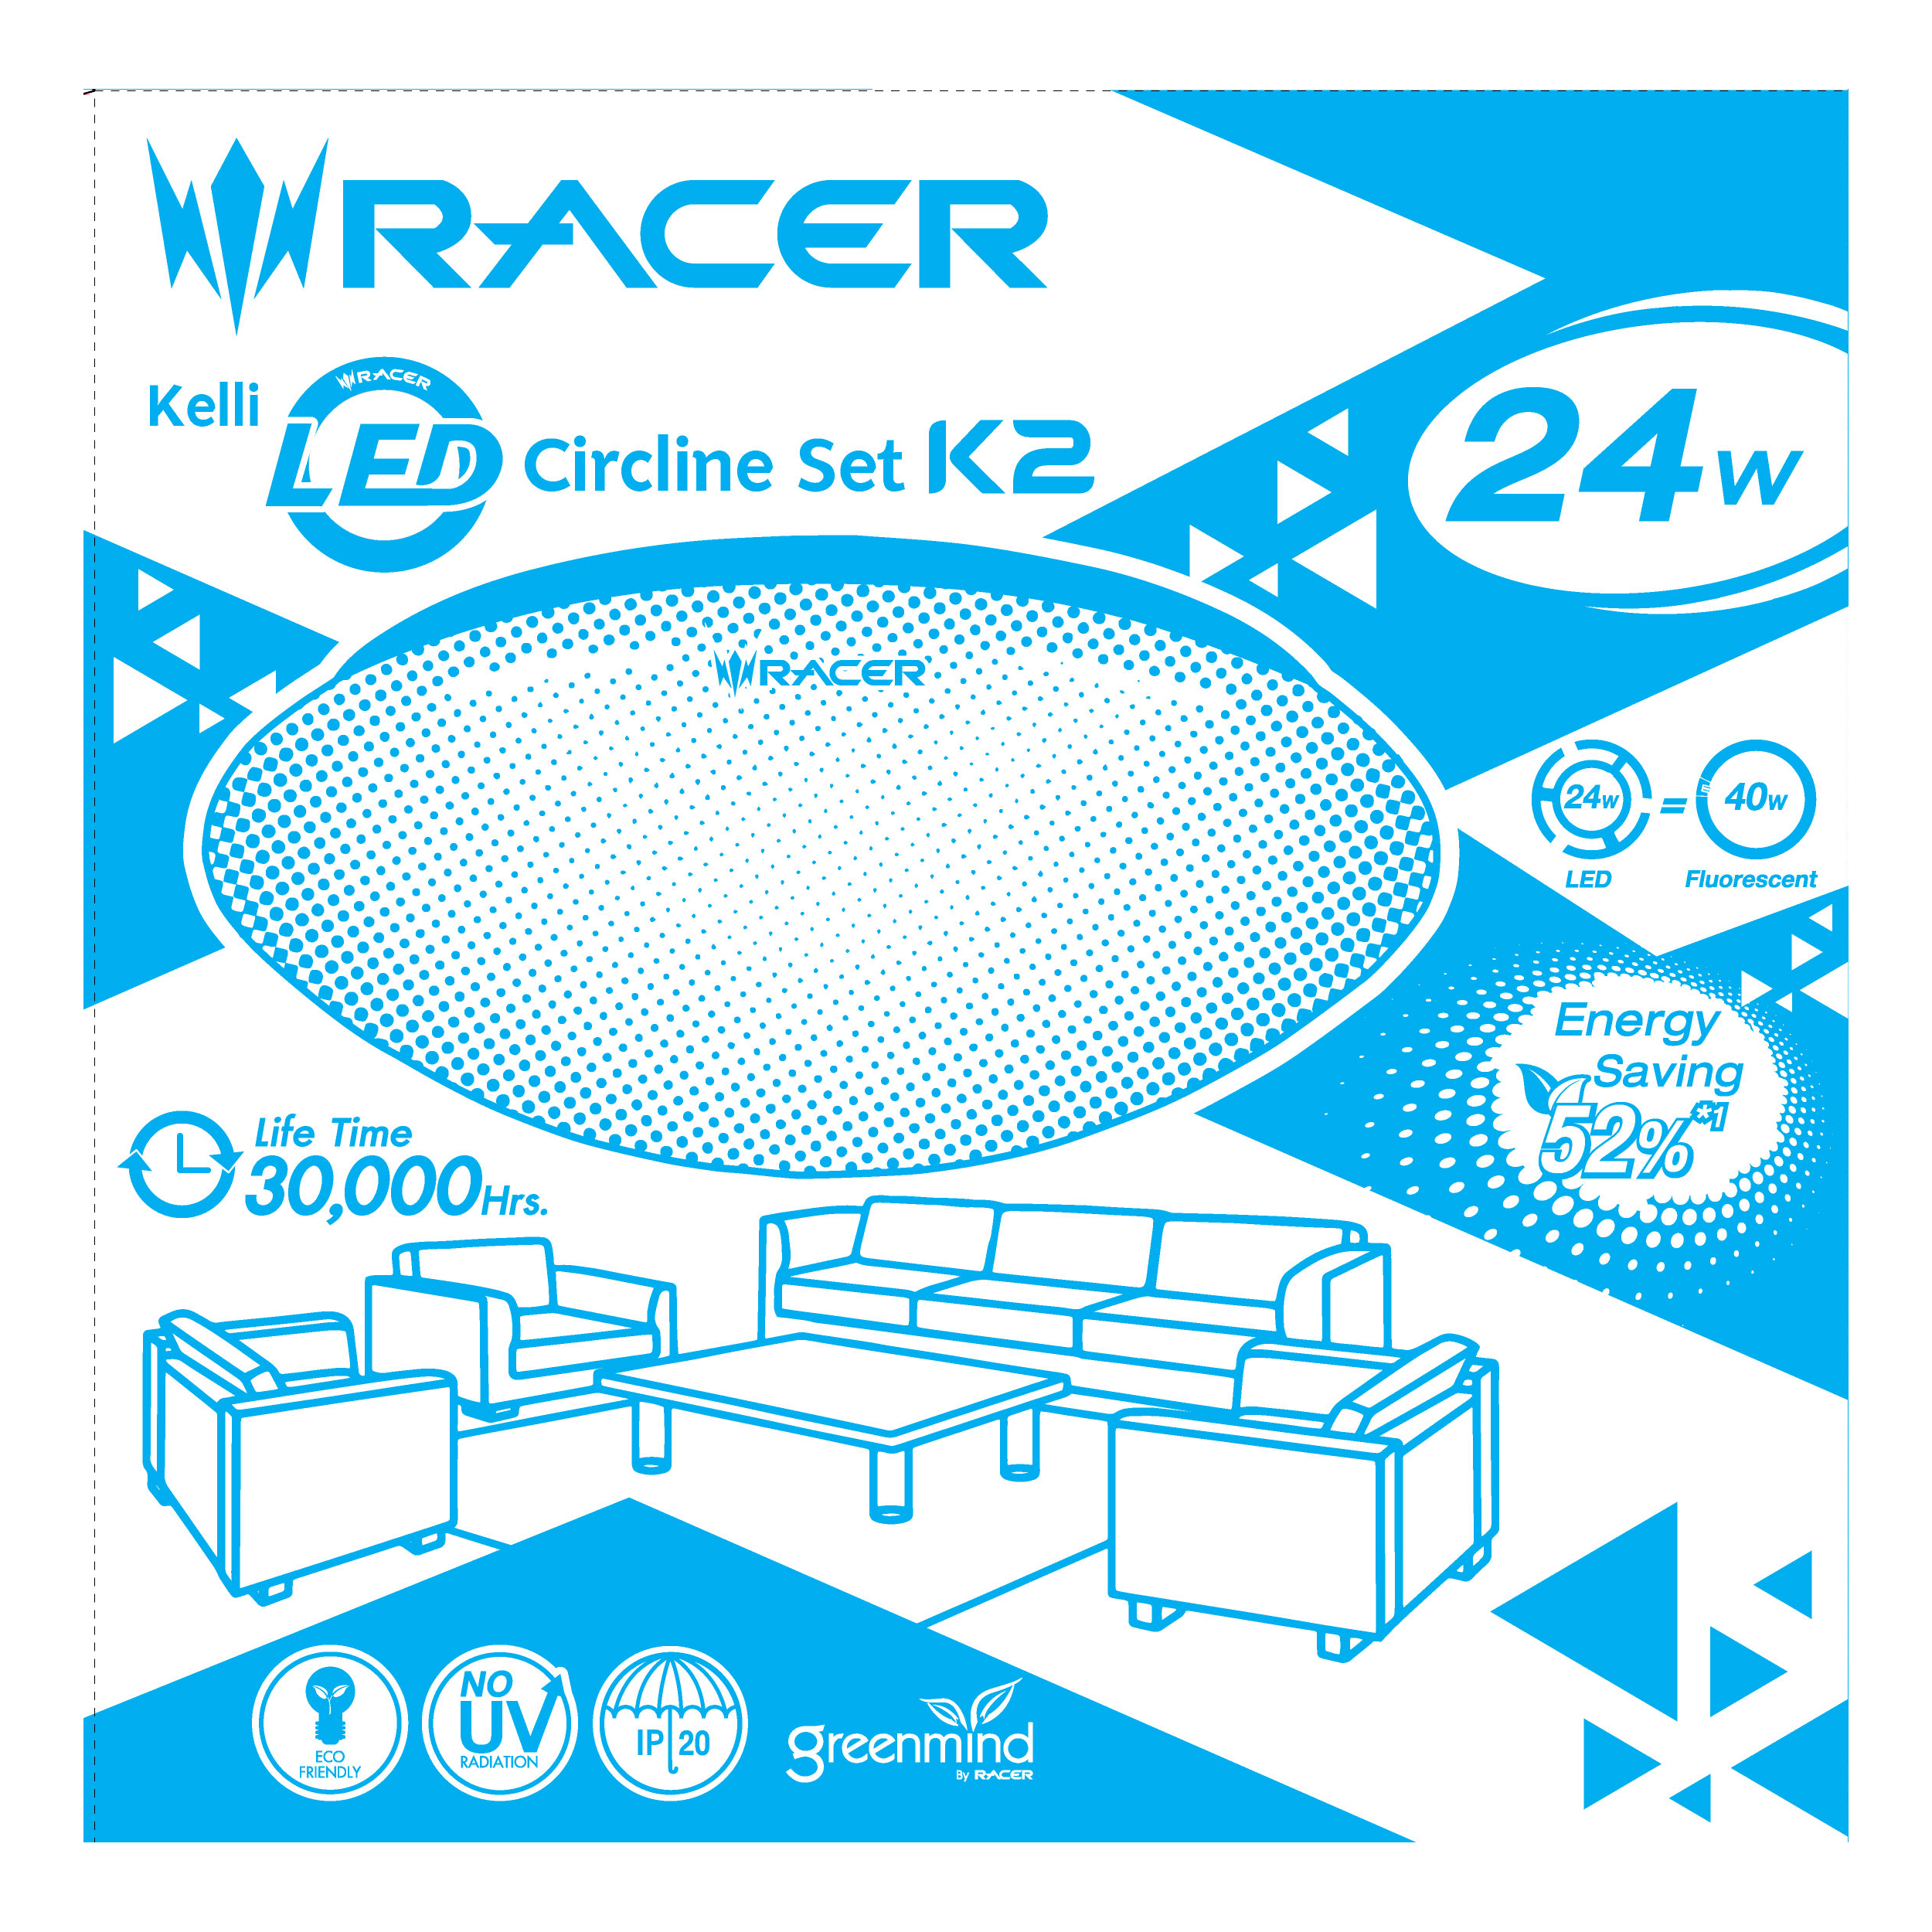 RACER
Kelli
RACER
LED
Circline Set K2
24w
RACER
24w = 40w
LED Fluorescent
Energy
Saving
52%*1
Life Time
30,000Hrs.
ECO
FRIENDLY
NO
UV
RADIATION
IP 20
greenmind
By RACER